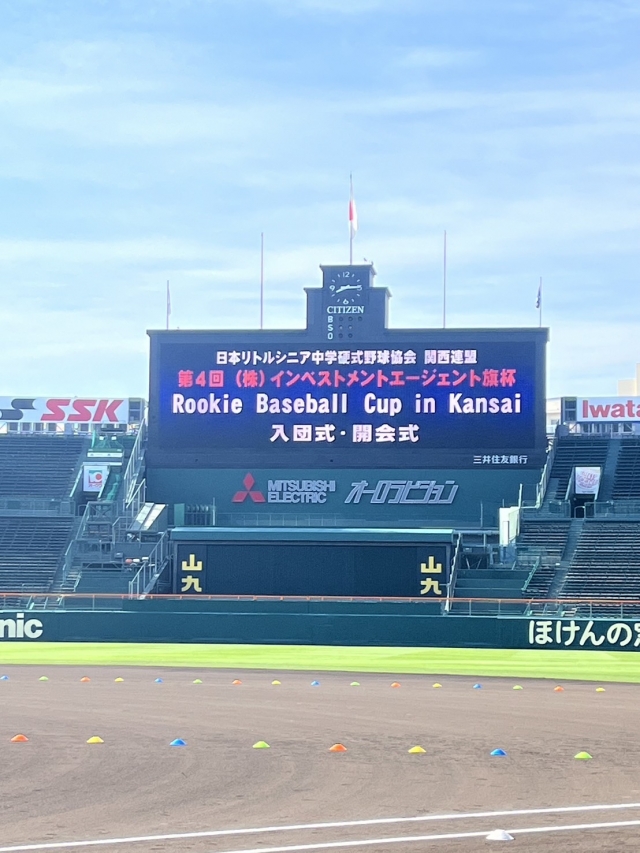 12
9
3
CITIZEN
B
S
O
日本リトルシニア中学硬式野球協会 関西連盟
第4回 (株)インベストメントエージェント旗杯
Rookie Baseball Cup in Kansai
入団式・開会式
三井住友銀行
SSK
Iwata
MITSUBISHI
ELECTRIC
オーロラビジョン
山九
山九
nic
ほけんの